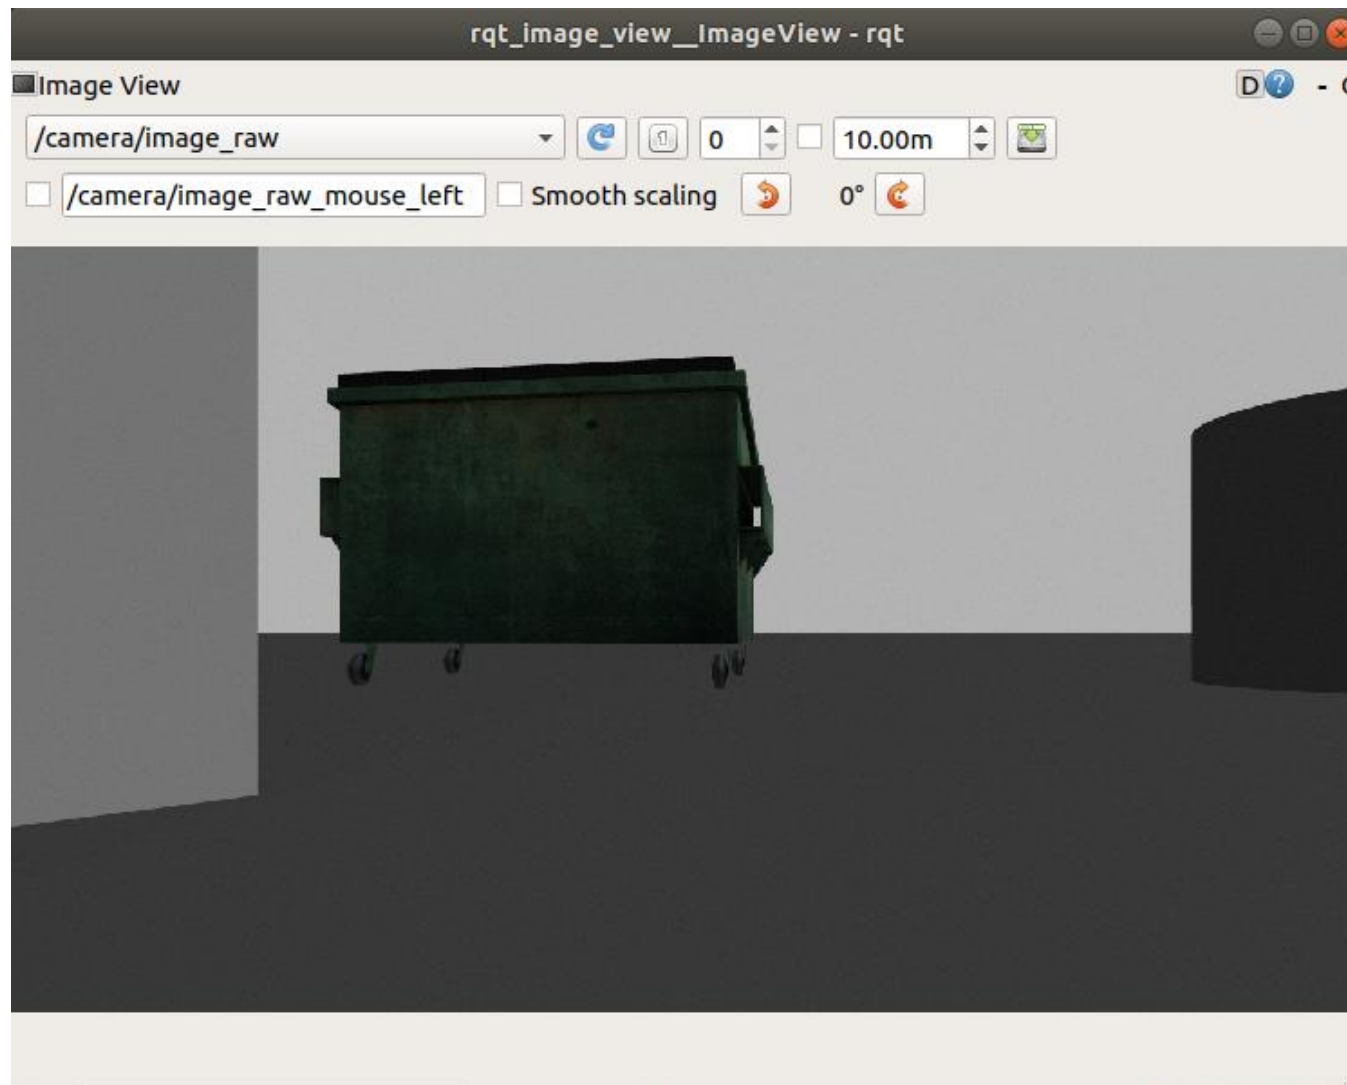 rqt_image_view__ImageView - rqt
Image View D ? -
/camera/image_raw 0 10.00m
/camera/image_raw_mouse_left Smooth scaling 0°